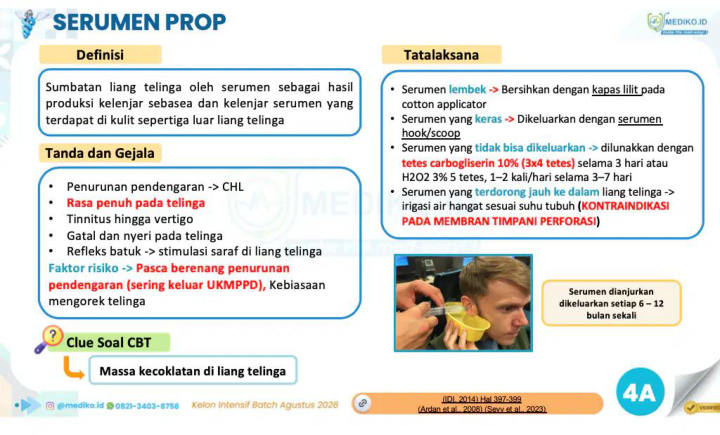 SERUMEN PROP
MEDIKO.ID
Definisi
Sumbatan liang telinga oleh serumen sebagai hasil
produksi kelenjar sebasea dan kelenjar serumen yang
terdapat di kulit sepertiga luar liang telinga
Tanda dan Gejala
• Penurunan pendengaran -> CHL
• Rasa penuh pada telinga
• Tinnitus hingga vertigo
• Gatal dan nyeri pada telinga
• Refleks batuk -> stimulasi saraf di liang telinga
Faktor risiko -> Pasca berenang penurunan
pendengaran (sering keluar UKMPPD), Kebiasaan
mengorek telinga
Clue Soal CBT
Massa kecoklatan di liang telinga
Tatalaksana
• Serumen lembek -> Bersihkan dengan kapas lilit pada
cotton applicator
• Serumen yang keras -> Dikeluarkan dengan serumen
hook/scoop
• Serumen yang tidak bisa dikeluarkan -> dilunakkan dengan
tetes carbogliserin 10% (3x4 tetes) selama 3 hari atau
H2O2 3% 5 tetes, 1–2 kali/hari selama 3–7 hari
• Serumen yang terdorong jauh ke dalam liang telinga ->
irigasi air hangat sesuai suhu tubuh (KONTRAINDIKASI
PADA MEMBRAN TIMPANI PERFORASI)
Serumen dianjurkan
dikeluarkan setiap 6 – 12
bulan sekali
@mediko.id 0821-3403-8756 Kelon Intensif Batch Agustus 2026
(IDI, 2014) Hal 397-399
(Ardan et al., 2008) (Sevy et al., 2023)
4A
VERIFIED